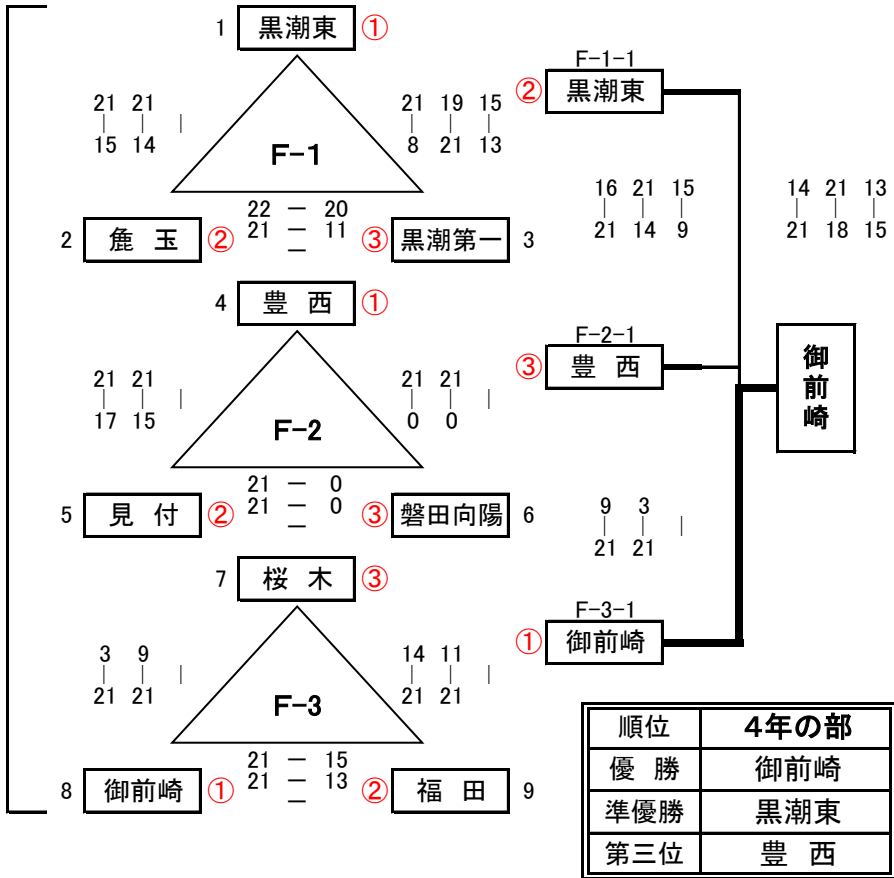 1 黒潮東 ①
21 21
| | |
15 14
F-1
21 19 15
| | |
8 21 13
22 － 20
21 － 11
－
2 麁 玉 ②
③ 黒潮第一 3
4 豊 西 ①
21 21
| | |
17 15
F-2
21 21
| | |
0 0
21 － 0
21 － 0
－
5 見 付 ②
③ 磐田向陽 6
7 桜 木 ③
3 9
| | |
21 21
F-3
14 11
| | |
21 21
21 － 15
21 － 13
－
8 御前崎 ①
② 福 田 9
F-1-1
② 黒潮東
16 21 15
| | |
21 14 9
14 21 13
| | |
21 18 15
F-2-1
③ 豊 西
御前崎
9 3
| | |
21 21
F-3-1
① 御前崎
順位 4年の部
優 勝 御前崎
準優勝 黒潮東
第三位 豊 西